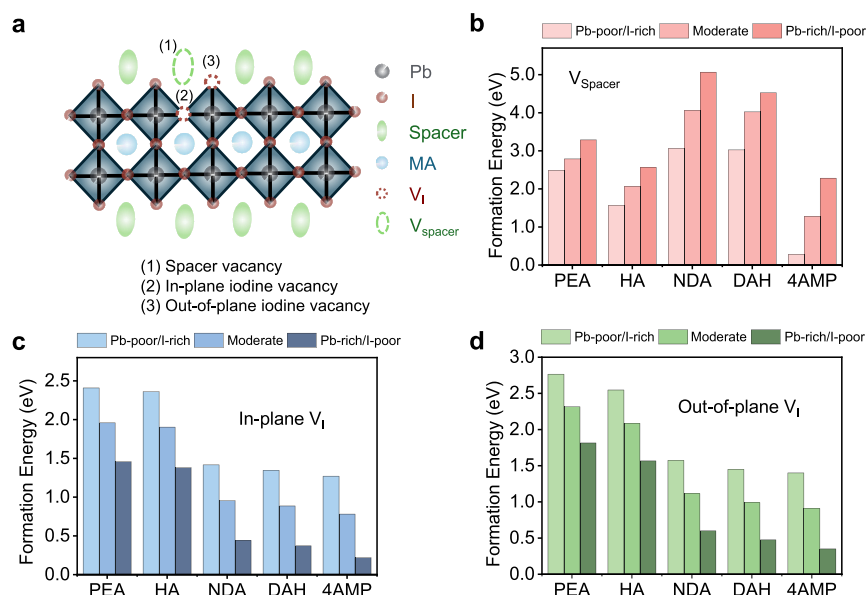 a
(1)
(3)
(2)
Pb
I
Spacer
MA
V_I
V_spacer
(1) Spacer vacancy
(2) In-plane iodine vacancy
(3) Out-of-plane iodine vacancy
b
Pb-poor/I-rich Moderate Pb-rich/I-poor
V_Spacer
Formation Energy (eV)
5.0
4.0
3.0
2.0
1.0
0.0
PEA HA NDA DAH 4AMP
c
Pb-poor/I-rich Moderate Pb-rich/I-poor
In-plane V_I
Formation Energy (eV)
2.5
2.0
1.5
1.0
0.5
0.0
PEA HA NDA DAH 4AMP
d
Pb-poor/I-rich Moderate Pb-rich/I-poor
Out-of-plane V_I
Formation Energy (eV)
3.0
2.5
2.0
1.5
1.0
0.5
0.0
PEA HA NDA DAH 4AMP